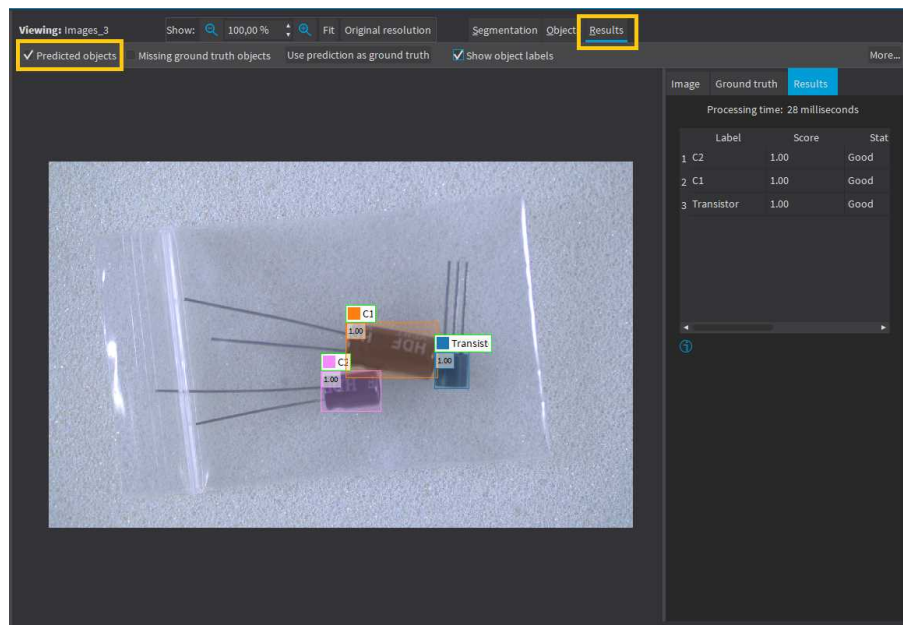 Viewing: Images_3 Show: 100,00 % Fit Original resolution Segmentation Object Results
Predicted objects Missing ground truth objects Use prediction as ground truth Show object labels More...
Image Ground truth Results
Processing time: 28 milliseconds
Label Score Stat
1 C2 1.00 Good
2 C1 1.00 Good
3 Transistor 1.00 Good
C1
1.00
Transist
1.00
C2
1.00